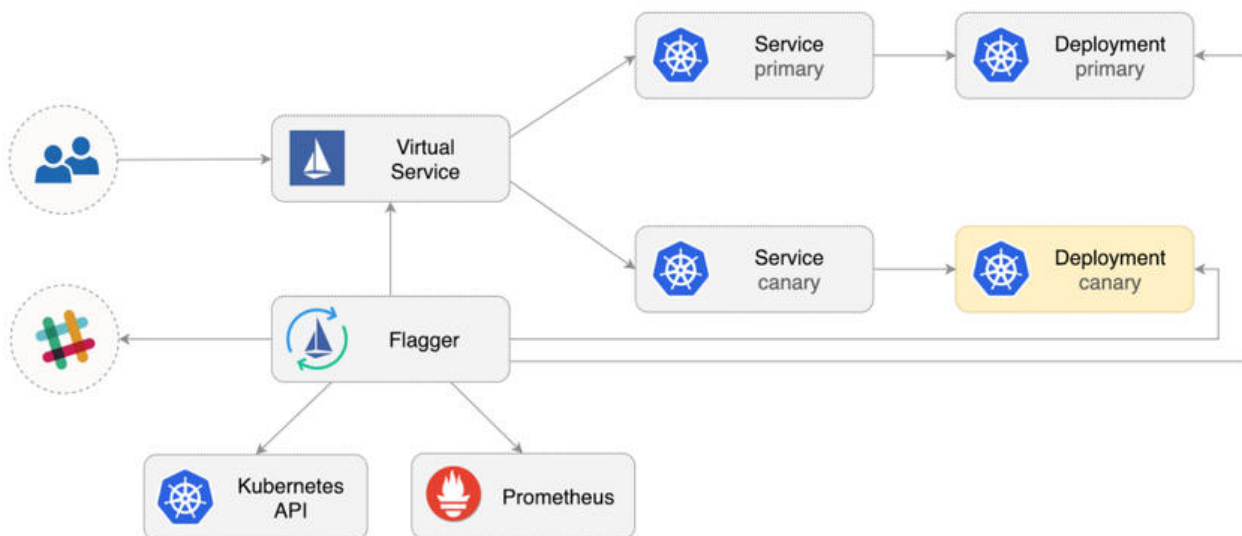 Service
primary
Deployment
primary
Virtual
Service
Service
canary
Deployment
canary
Flagger
Kubernetes
API
Prometheus